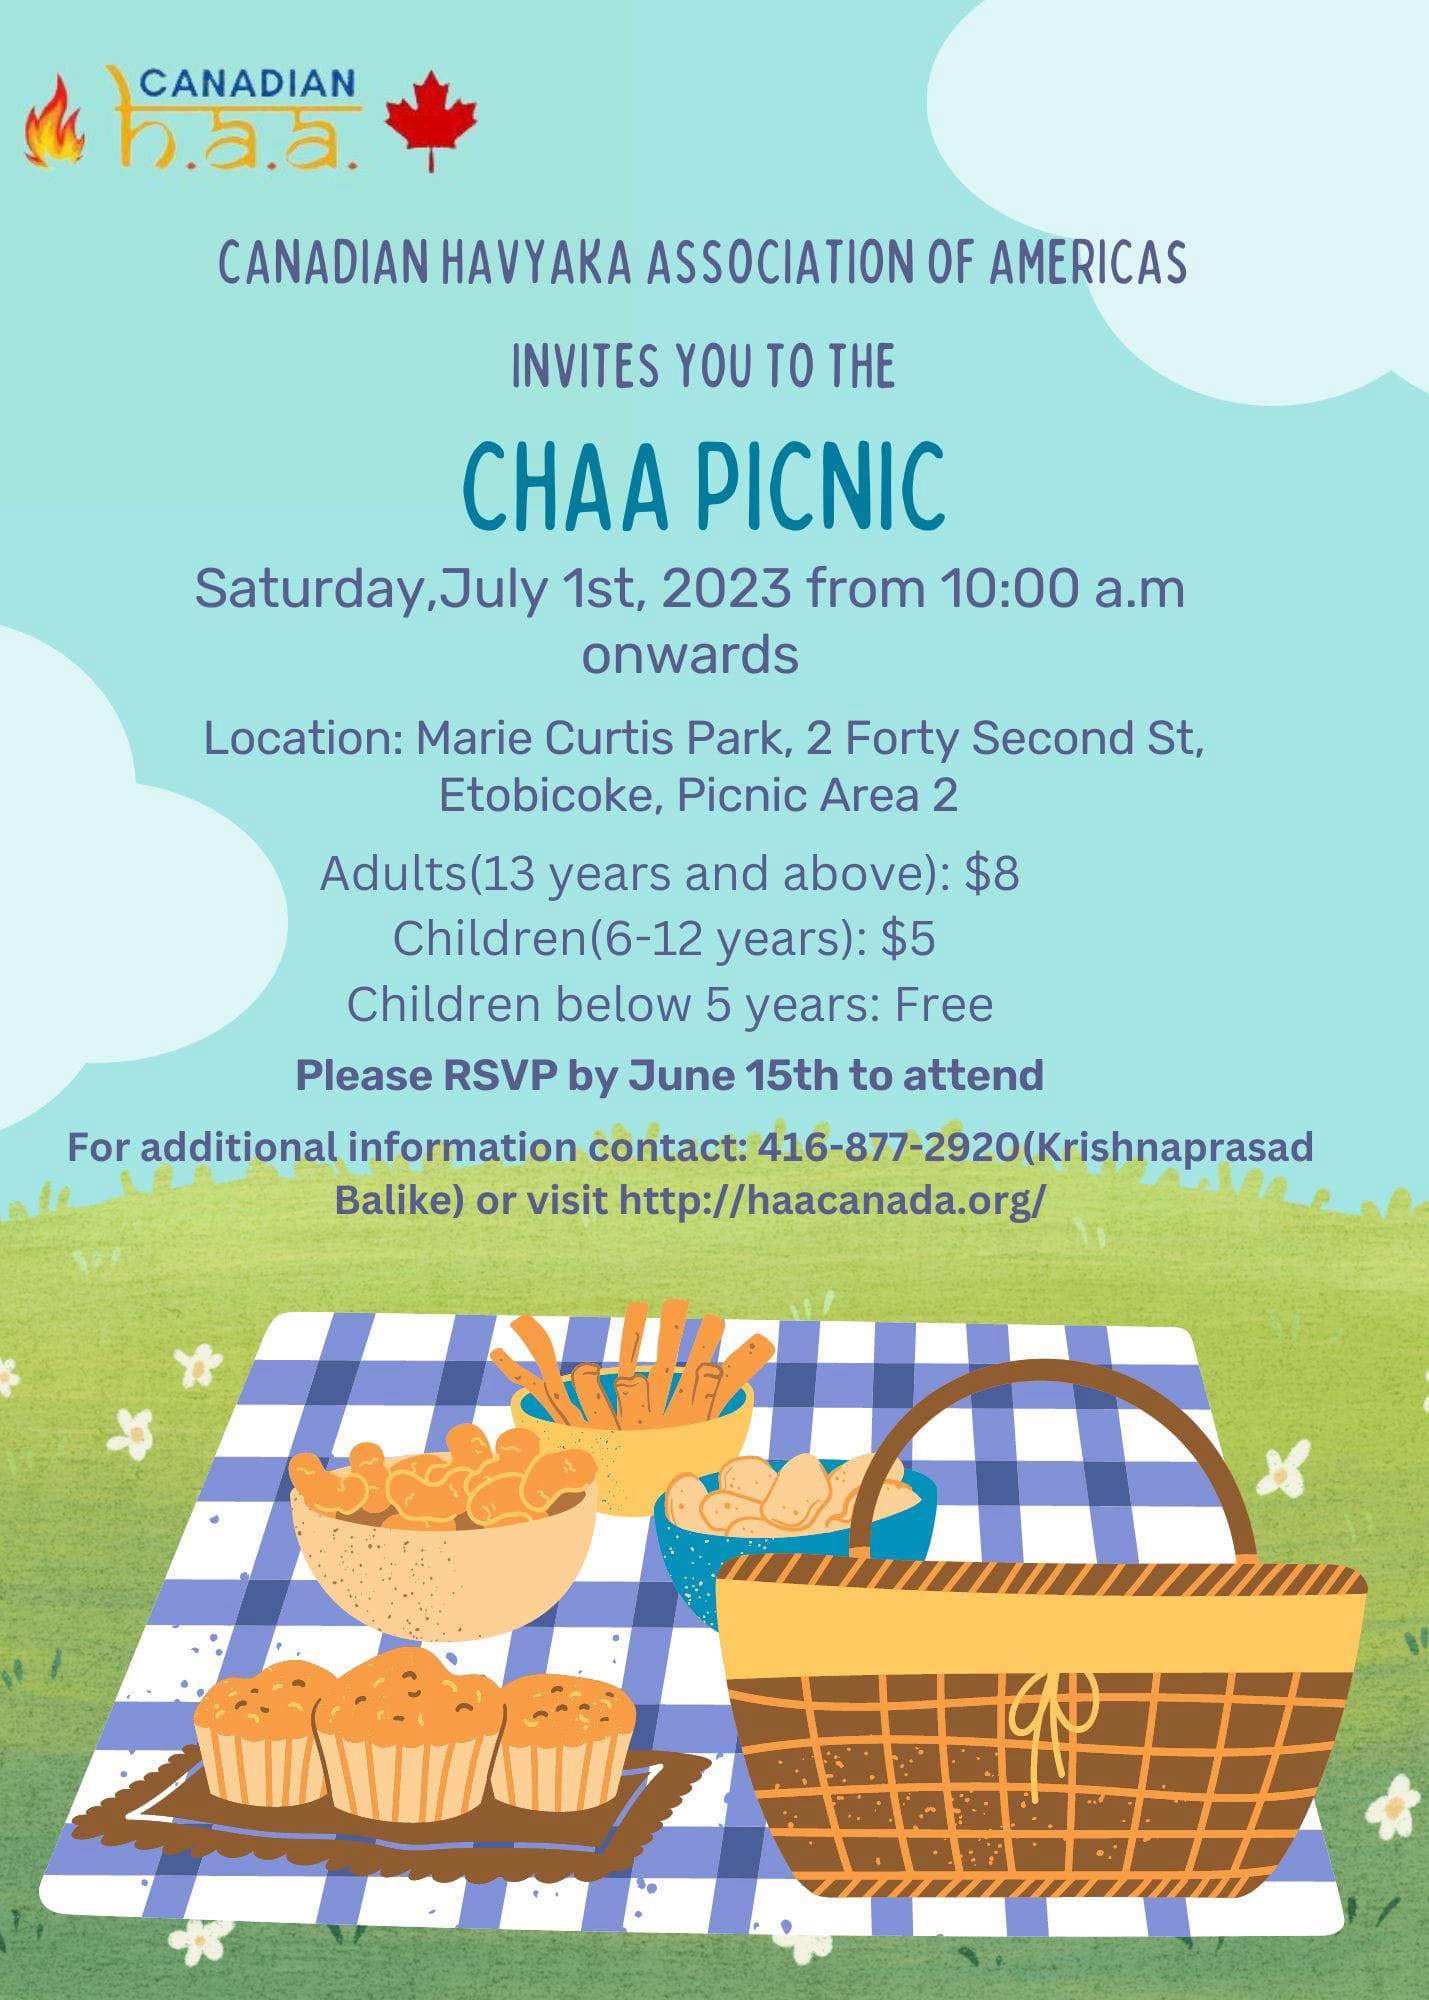 CANADIAN
h.a.a.
CANADIAN HAVYAKA ASSOCIATION OF AMERICAS
INVITES YOU TO THE
CHAA PICNIC
Saturday,July 1st, 2023 from 10:00 a.m
onwards
Location: Marie Curtis Park, 2 Forty Second St,
Etobicoke, Picnic Area 2
Adults(13 years and above): $8
Children(6-12 years): $5
Children below 5 years: Free
Please RSVP by June 15th to attend
For additional information contact: 416-877-2920(Krishnaprasad
Balike) or visit http://haacanada.org/